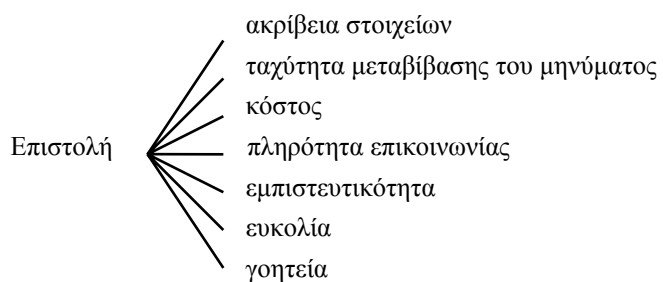 ακρίβεια στοιχείων
ταχύτητα μεταβίβασης του μηνύματος
κόστος
Επιστολή πληρότητα επικοινωνίας
εμπιστευτικότητα
ευκολία
γοητεία